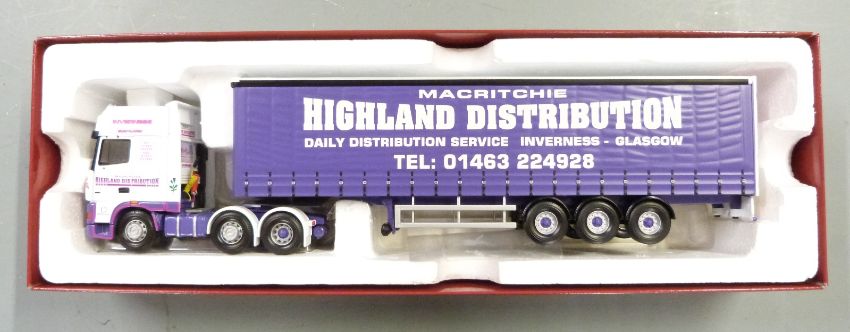 MACRITCHIE
HIGHLAND DISTRIBUTION
DAILY DISTRIBUTION SERVICE INVERNESS - GLASGOW
TEL: 01463 224928
HIGHLAND DISTRIBUTION